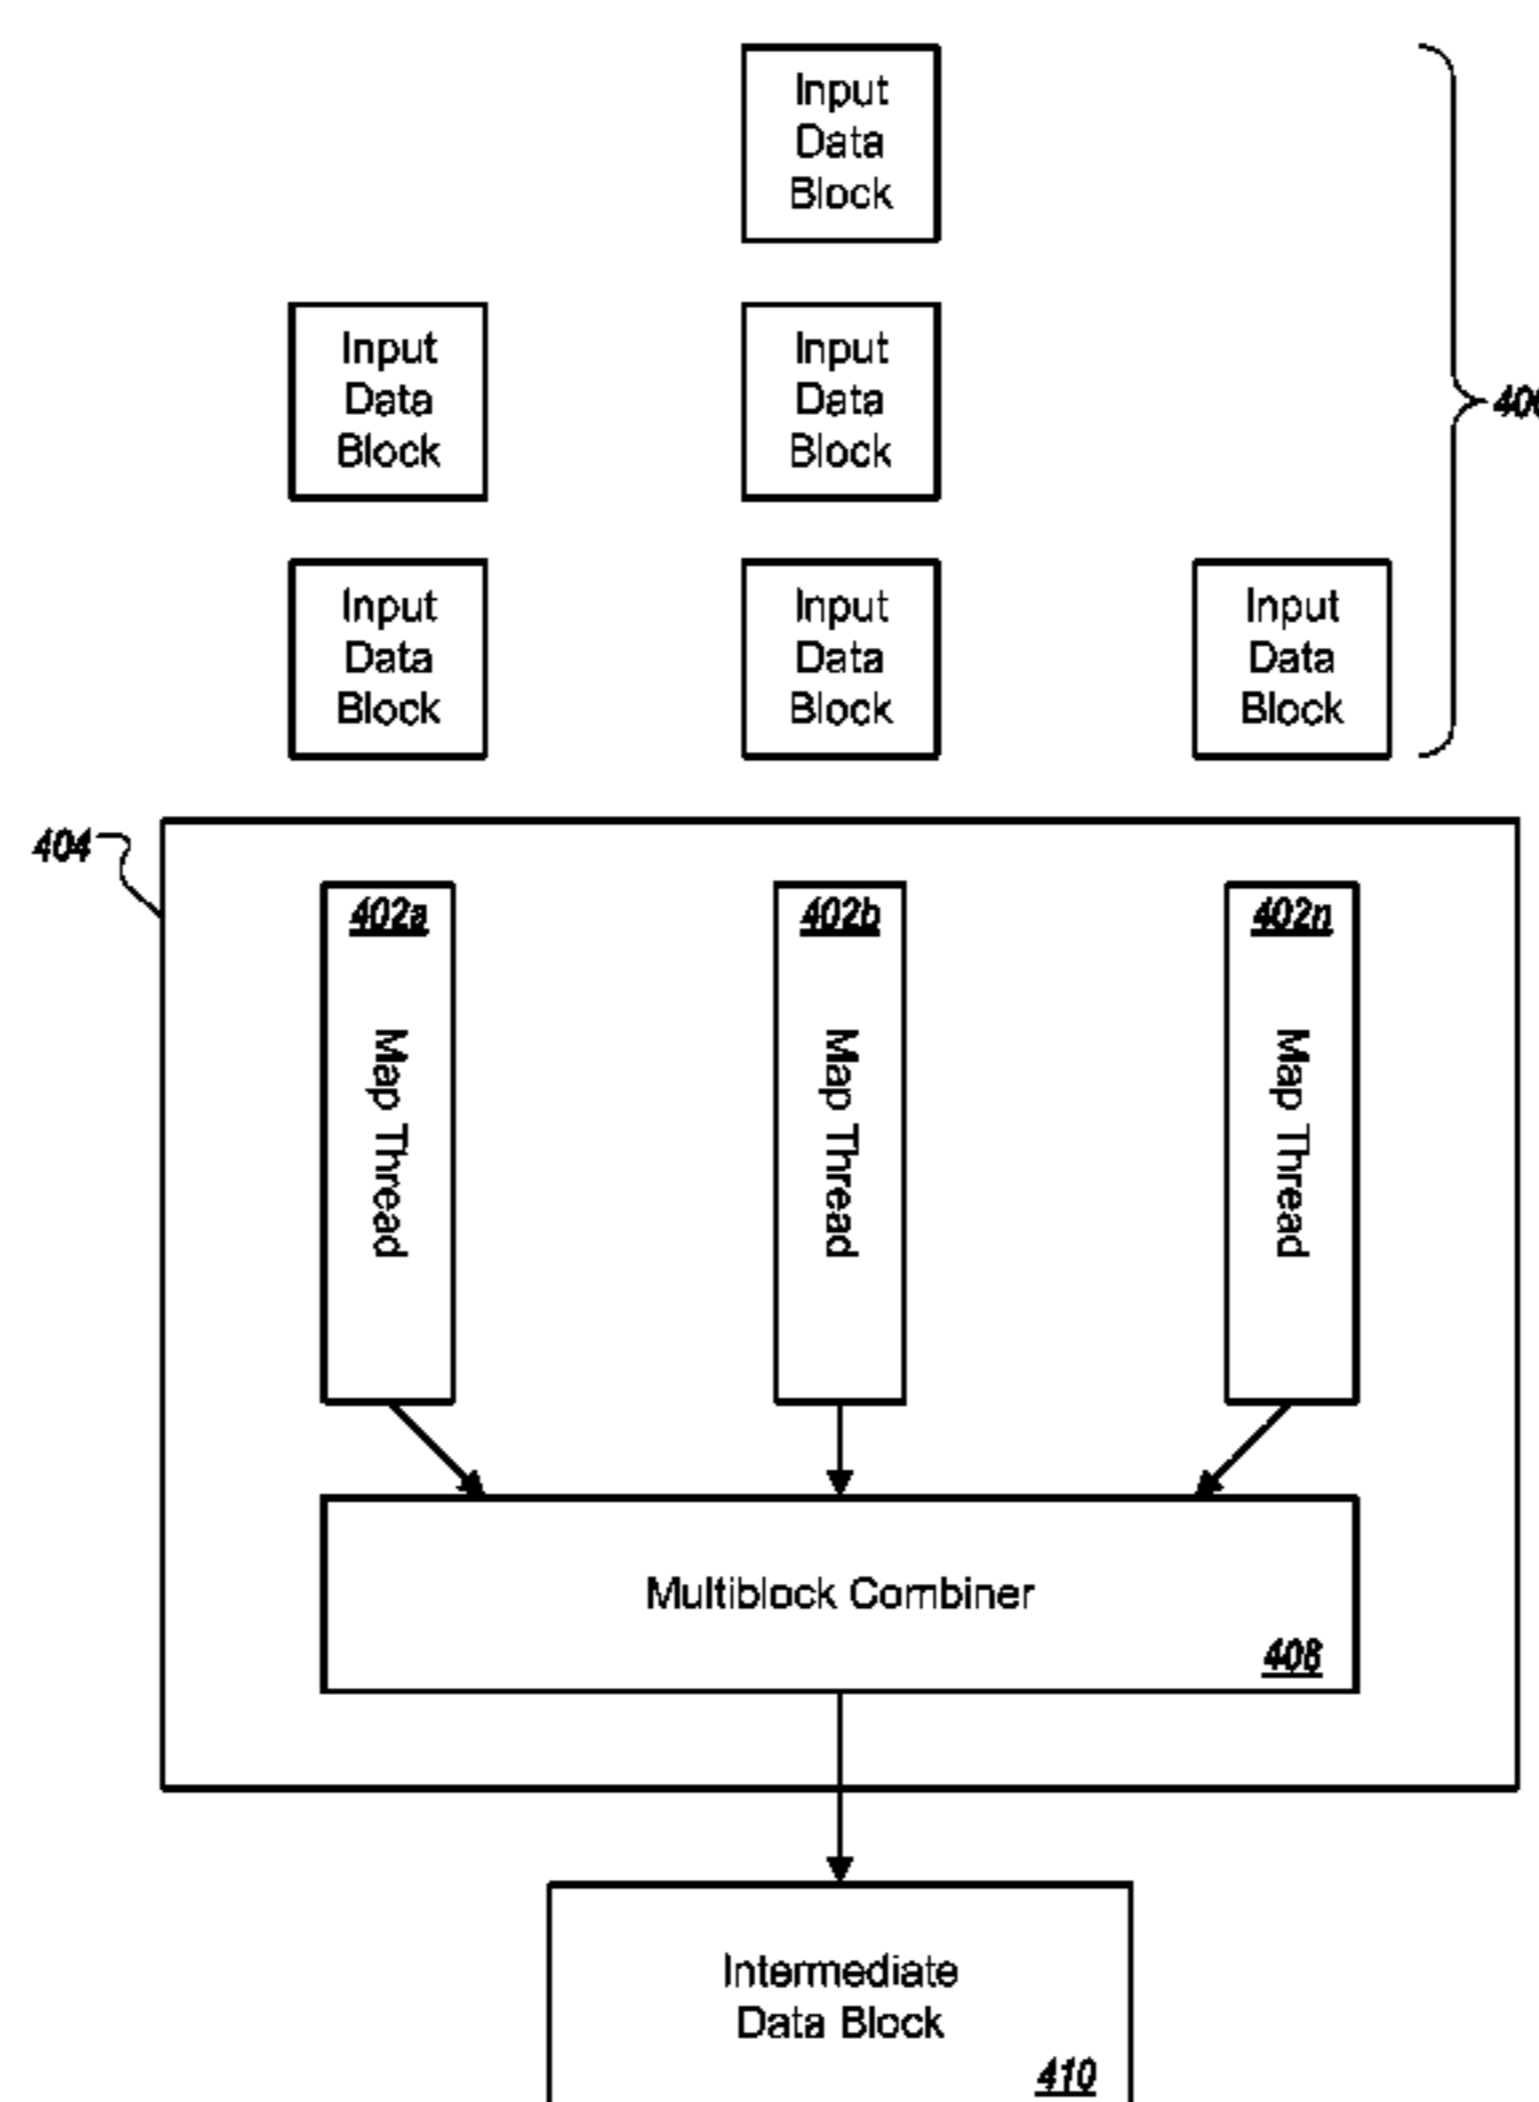 Input
Data
Block
Input
Data
Block
Input
Data
Block
Input
Data
Block
Input
Data
Block
Input
Data
Block
404
402a
Map Thread
402b
Map Thread
402n
Map Thread
Multiblock Combiner
408
Intermediate
Data Block
410